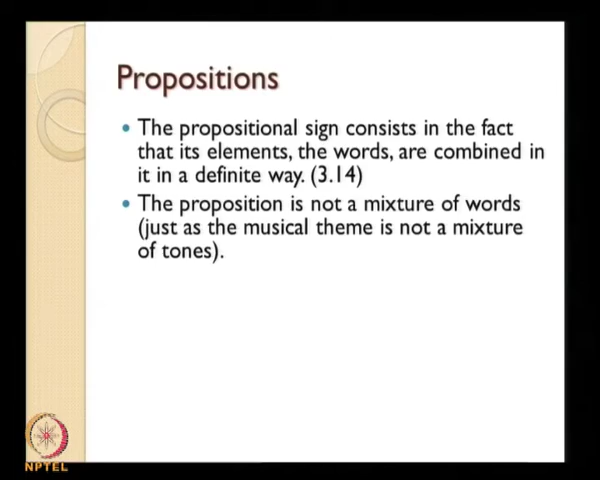 Propositions
• The propositional sign consists in the fact
that its elements, the words, are combined in
it in a definite way. (3.14)
• The proposition is not a mixture of words
(just as the musical theme is not a mixture
of tones).
NPTEL